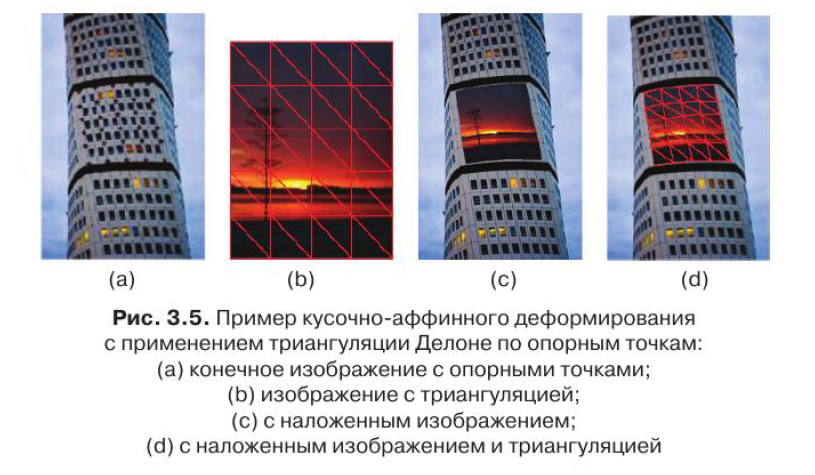 (a) (b) (c) (d)
Рис. 3.5. Пример кусочно-аффинного деформирования
с применением триангуляции Делоне по опорным точкам:
(a) конечное изображение с опорными точками;
(b) изображение с триангуляцией;
(c) с наложенным изображением;
(d) с наложенным изображением и триангуляцией